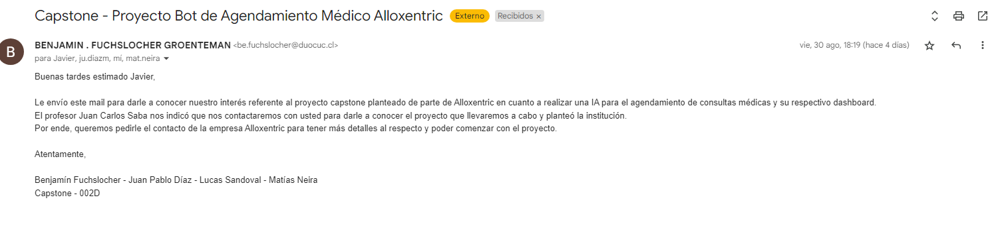 Capstone - Proyecto Bot de Agendamiento Médico Alloxentric Externo Recibidos ×
B
BENJAMIN . FUCHSLOCHER GROENTEMAN <be.fuchslocher@duocuc.cl> vie, 30 ago, 18:19 (hace 4 días)
para Javier, ju.diazm, mí, mat.neira
Buenas tardes estimado Javier,
Le envío este mail para darle a conocer nuestro interés referente al proyecto capstone planteado de parte de Alloxentric en cuanto a realizar una IA para el agendamiento de consultas médicas y su respectivo dashboard.
El profesor Juan Carlos Saba nos indicó que nos contactaremos con usted para darle a conocer el proyecto que llevaremos a cabo y planteó la institución.
Por ende, queremos pedirle el contacto de la empresa Alloxentric para tener más detalles al respecto y poder comenzar con el proyecto.
Atentamente,
Benjamín Fuchslocher - Juan Pablo Díaz - Lucas Sandoval - Matías Neira
Capstone - 002D